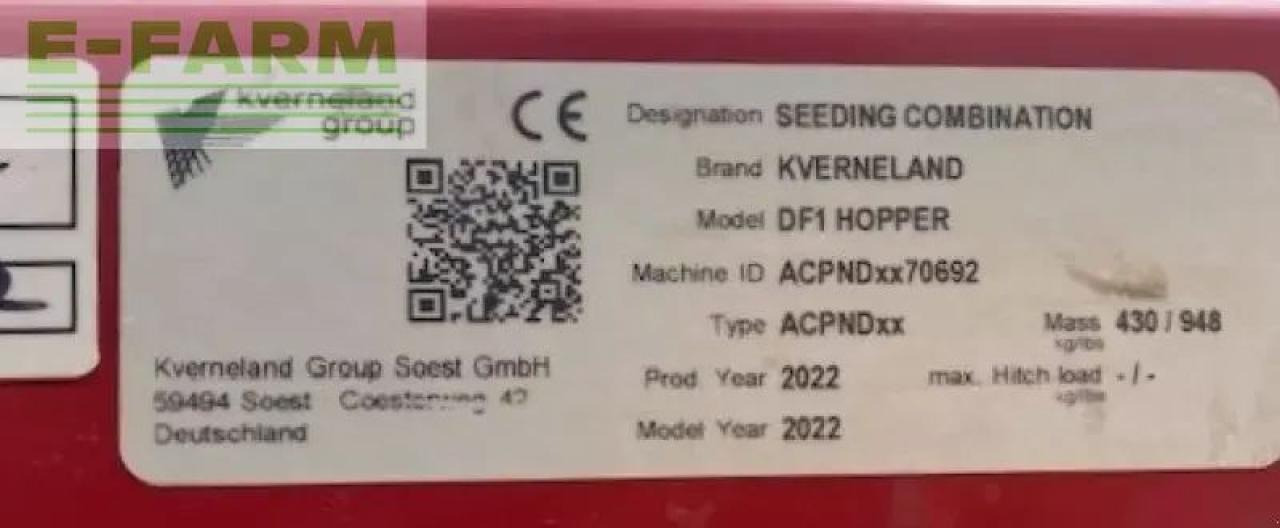 E-FARM
kverneland
group
CE
Designation SEEDING COMBINATION
Brand KVERNELAND
Model DF1 HOPPER
Machine ID ACPNDxx70692
Type ACPNDxx Mass 430 / 948
kg/lbs
Prod. Year 2022 max. Hitch load - / -
kg/lbs
Model Year 2022
Kverneland Group Soest GmbH
59494 Soest
Deutschland